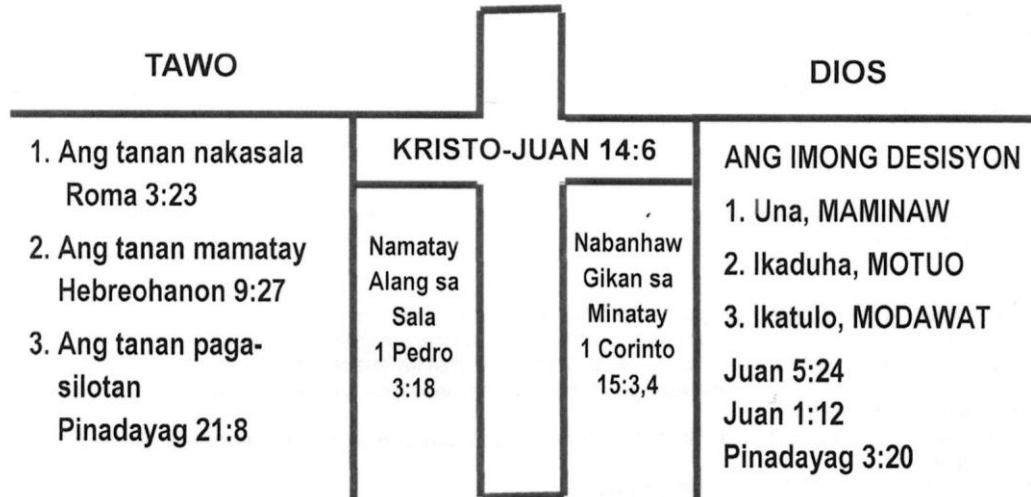 TAWO
1. Ang tanan nakasala
Roma 3:23
2. Ang tanan mamatay
Hebreohanon 9:27
3. Ang tanan paga-
silotan
Pinadayag 21:8
KRISTO-JUAN 14:6
Namatay
Alang sa
Sala
1 Pedro
3:18
Nabanhaw
Gikan sa
Minatay
1 Corinto
15:3,4
DIOS
ANG IMONG DESISYON
1. Una, MAMINAW
2. Ikaduha, MOTUO
3. Ikatulo, MODAWAT
Juan 5:24
Juan 1:12
Pinadayag 3:20